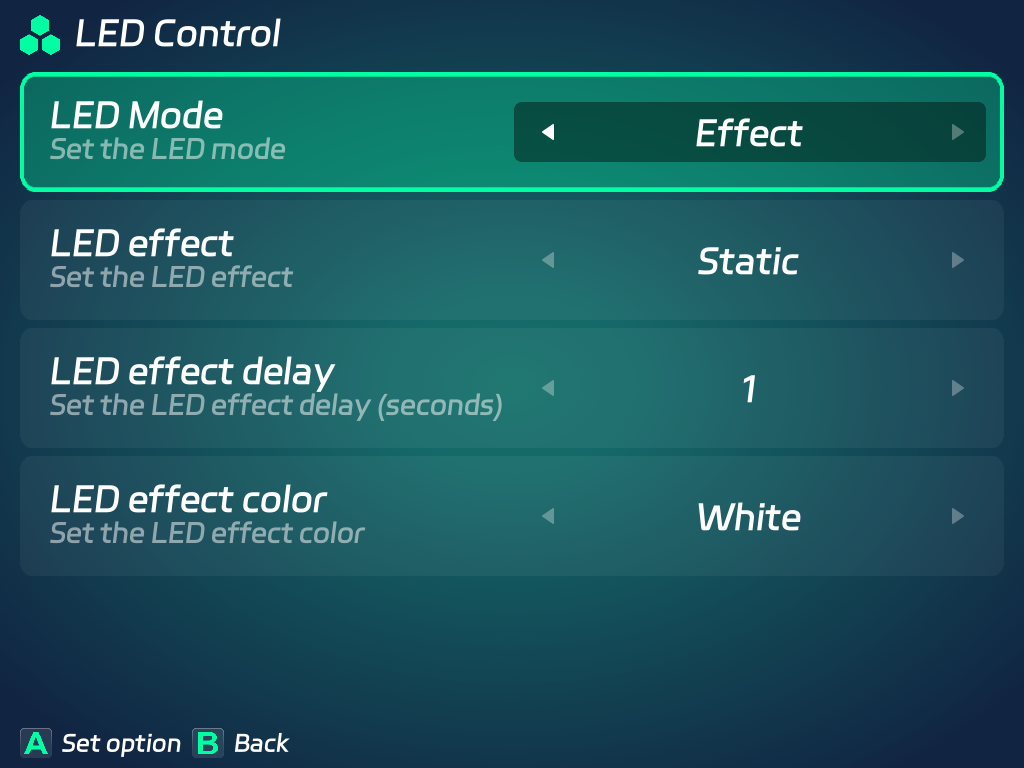 LED Control
LED Mode
Set the LED mode
Effect
LED effect
Set the LED effect
Static
LED effect delay
Set the LED effect delay (seconds)
1
LED effect color
Set the LED effect color
White
A Set option B Back